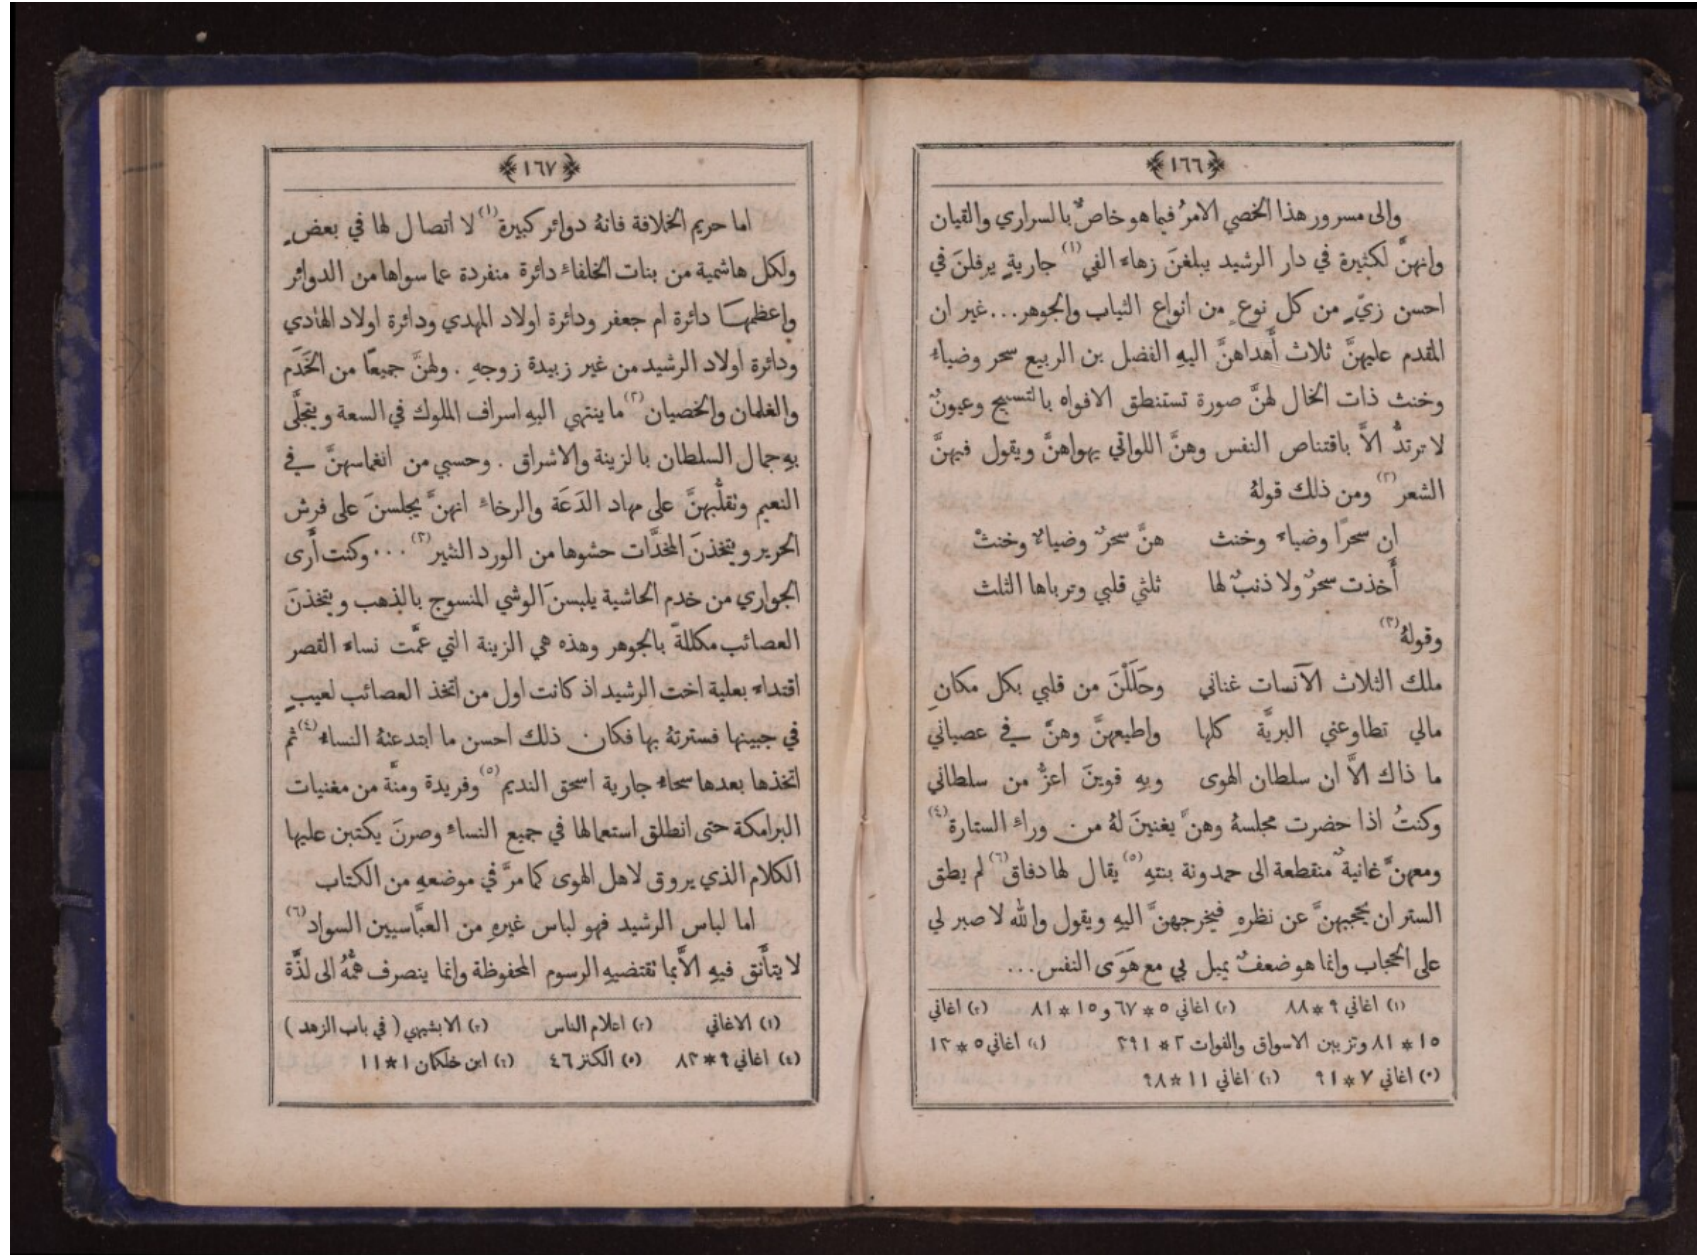 ﴿١٦٦﴾
والى مسرور هذا الخصي الامرُ فيما هو خاصٌ بالسراري والقيان
وانهنَّ لكثيرة في دار الرشيد يبلغنَ زهاء الفي (١) جاريةٍ يرفلنَ في
احسن زيّ من كل نوعٍ من انواع الثياب والجوهر... غير ان
المقدم عليهنَّ ثلاث أَهداهنَّ اليهِ الفضل بن الربيع سحر وضياء
وخنث ذات الخال لهنَّ صورة تستنطق الافواه بالتسبيح وعيونٌ
لا ترتدُّ الاَّ باقتناص النفس وهنَّ اللواتي يهواهنَّ ويقول فيهنَّ
الشعر (٢) ومن ذلك قولهُ
ان سحرًا وضياء وخنث هنَّ سحرٌ وضياءٌ وخنثْ
أَخذت سحرٌ ولا ذنبٌ لها ثلثي قلبي وترباها الثلث
وقولهُ (٣)
ملك الثلاث الآنسات عناني وحَلَلْنَ من قلبي بكل مكانِ
مالي تطاوعني البريَّة كلها واطيعهنَّ وهنَّ في عصياني
ما ذاك الاَّ ان سلطان الهوى وبهِ قوينَ اعزُّ من سلطاني
وكنتُ اذا حضرت مجلسهُ وهنَّ يغنينَ لهُ من وراء الستارة (٤)
ومعهنَّ غانيةٌ منقطعة الى حمدونة بنتهِ (٥) يقال لها دفاق (٦) لم يطق
الستر ان يحجبهنَّ عن نظرهِ فيخرجهنَّ اليهِ ويقول والله لا صبر لي
على الحجاب وانما هو ضعفٌ يميل بي مع هَوَى النفس...
(١) اغاني ٩*٨٨ (٢) اغاني ٥*٦٧ و ١٥*٨١ (٣) اغاني
١٥*٨١ وتزيين الاسواق والفوات ٢*٢٩١ (٤) اغاني ٥*١٢
(٥) اغاني ٧*٩١ (٦) اغاني ١١*٩٨
﴿١٦٧﴾
اما حريم الخلافة فانهُ دوائر كبيرة (١) لا اتصال لها في بعضٍ
ولكل هاشمية من بنات الخلفاء دائرة منفردة عما سواها من الدوائر
واعظمها دائرة ام جعفر ودائرة اولاد المهدي ودائرة اولاد الهادي
ودائرة اولاد الرشيد من غير زبيدة زوجهِ . ولهنَّ جميعًا من الخَدَم
والغلمان والخصيان (٢) ما ينتهي اليهِ اسراف الملوك في السعة ويتجلَّى
بهِ جمال السلطان بالزينة والاشراق . وحسبي من انغماسهنَّ في
النعيم وتقلُّبهنَّ على مهاد الدَعَة والرخاء انهنَّ يجلسنَ على فرش
الحرير ويتخذنَ المخدَّات حشوها من الورد النثير (٣) ... وكنت أَرى
الجواري من خدم الحاشية يلبسنَ الوشي المنسوج بالذهب ويتخذنَ
العصائب مكللةً بالجوهر وهذه هي الزينة التي عمَّت نساء القصر
اقتداء بعلية اخت الرشيد اذ كانت اول من اتخذ العصائب لعيبٍ
في جبينها فسترتهُ بها فكان ذلك احسن ما ابتدعتهُ النساء (٤) ثم
اتخذها بعدها سحاء جارية اسحق النديم (٥) وفريدة ومنَّة من مغنيات
البرامكة حتى انطلق استعمالها في جميع النساء وصرنَ يكتبن عليها
الكلام الذي يروق لاهل الهوى كما مرَّ في موضعهِ من الكتاب
اما لباس الرشيد فهو لباس غيرهِ من العبَّاسيين السواد (٦)
لا يتأَنق فيهِ الاَّ بما تقتضيهِ الرسوم المحفوظة وانما ينصرف همُّهُ الى لذَّة
(١) الاغاني (٢) اعلام الناس (٣) الابشيهي (في باب الزهد)
(٤) اغاني ٩*٨٣ (٥) الكنز ٤٦ (٦) ابن خلكان ١*١١